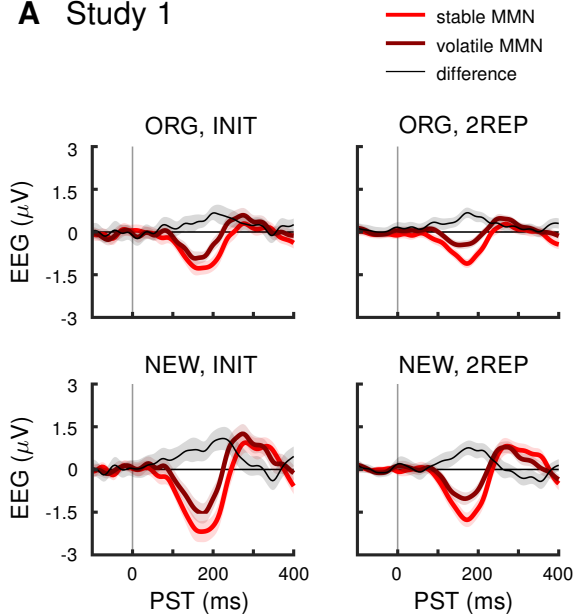 A Study 1
stable MMN
volatile MMN
difference
ORG, INIT
ORG, 2REP
3
1.5
0
-1.5
-3
EEG (μV)
NEW, INIT
NEW, 2REP
3
1.5
0
-1.5
-3
EEG (μV)
0 200 400
0 200 400
PST (ms)
PST (ms)